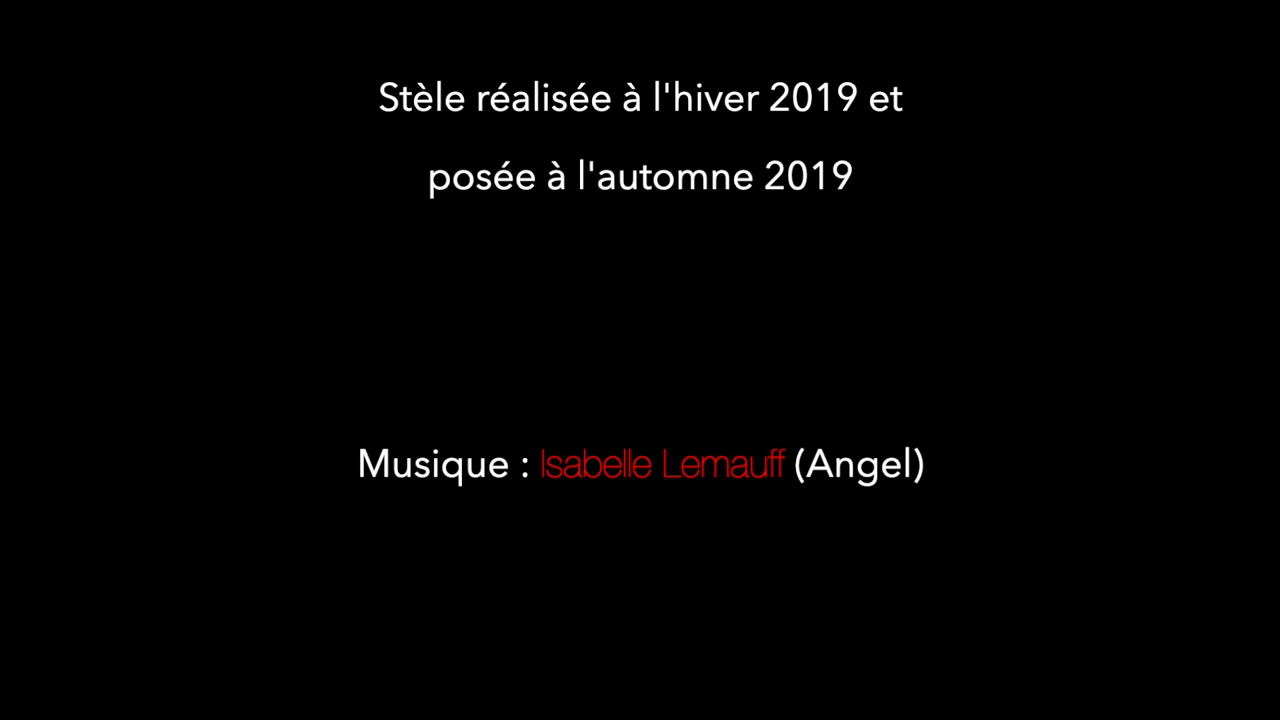 Stèle réalisée à l'hiver 2019 et
posée à l'automne 2019
Musique : Isabelle Lemauff (Angel)